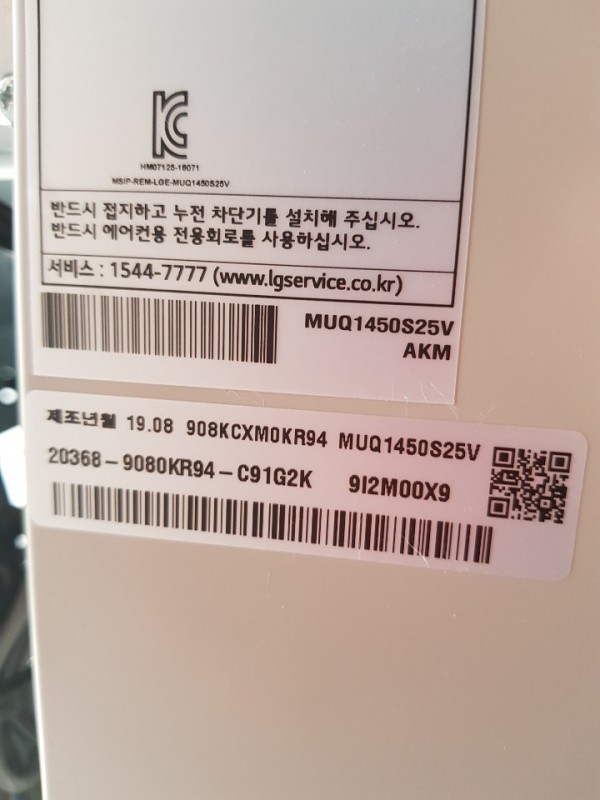 KC
HM07125-16071
MSIP-REM-LGE-MUQ1450S25V
반드시 접지하고 누전 차단기를 설치해 주십시오.
반드시 에어컨용 전용회로를 사용하십시오.
서비스 : 1544-7777 (www.lgservice.co.kr)
MUQ1450S25V
AKM
제조년월 19.08 908KCXM0KR94 MUQ1450S25V
20368-9080KR94-C91G2K 9I2M00X9